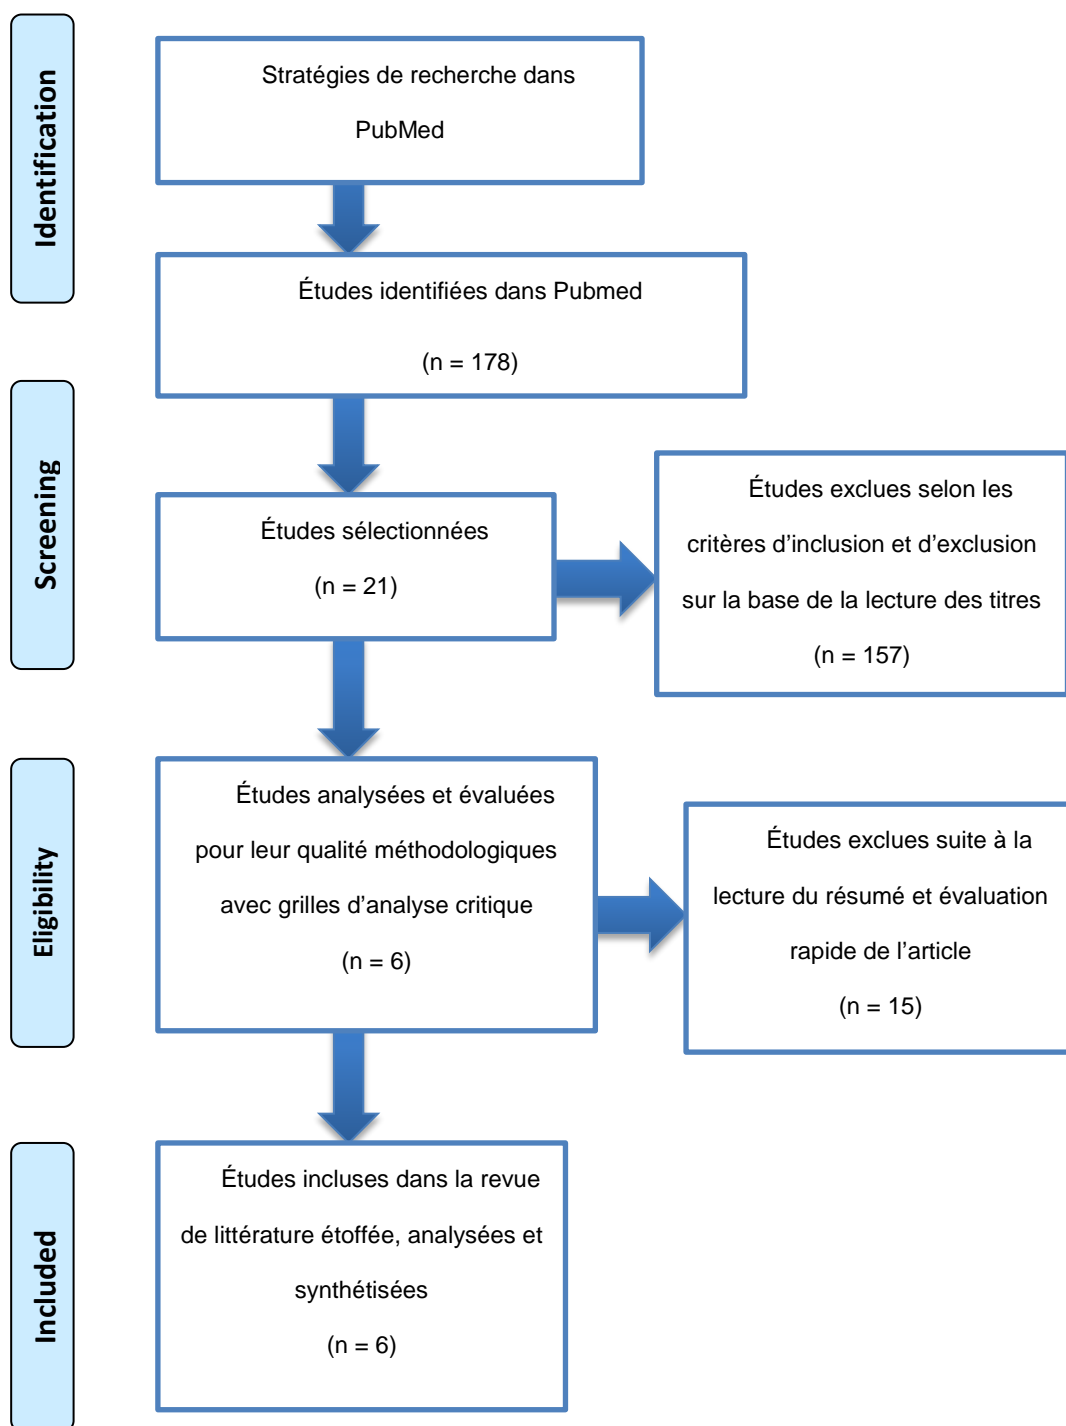 Identification
Stratégies de recherche dans
PubMed
Études identifiées dans Pubmed
(n = 178)
Screening
Études sélectionnées
(n = 21)
Études exclues selon les
critères d’inclusion et d’exclusion
sur la base de la lecture des titres
(n = 157)
Eligibility
Études analysées et évaluées
pour leur qualité méthodologiques
avec grilles d’analyse critique
(n = 6)
Études exclues suite à la
lecture du résumé et évaluation
rapide de l’article
(n = 15)
Included
Études incluses dans la revue
de littérature étoffée, analysées et
synthétisées
(n = 6)